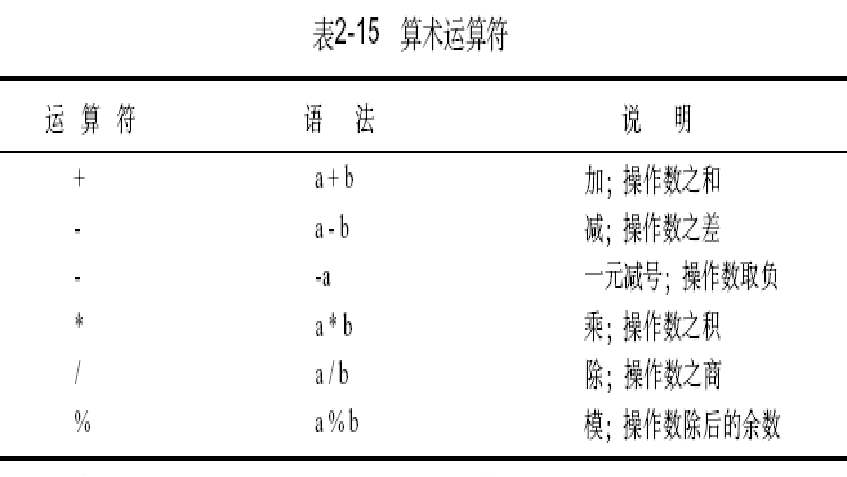 表2-15 算术运算符
运 算 符 语 法 说 明
+ a + b 加；操作数之和
- a - b 减；操作数之差
- -a 一元减号；操作数取负
* a * b 乘；操作数之积
/ a / b 除；操作数之商
% a % b 模；操作数除后的余数